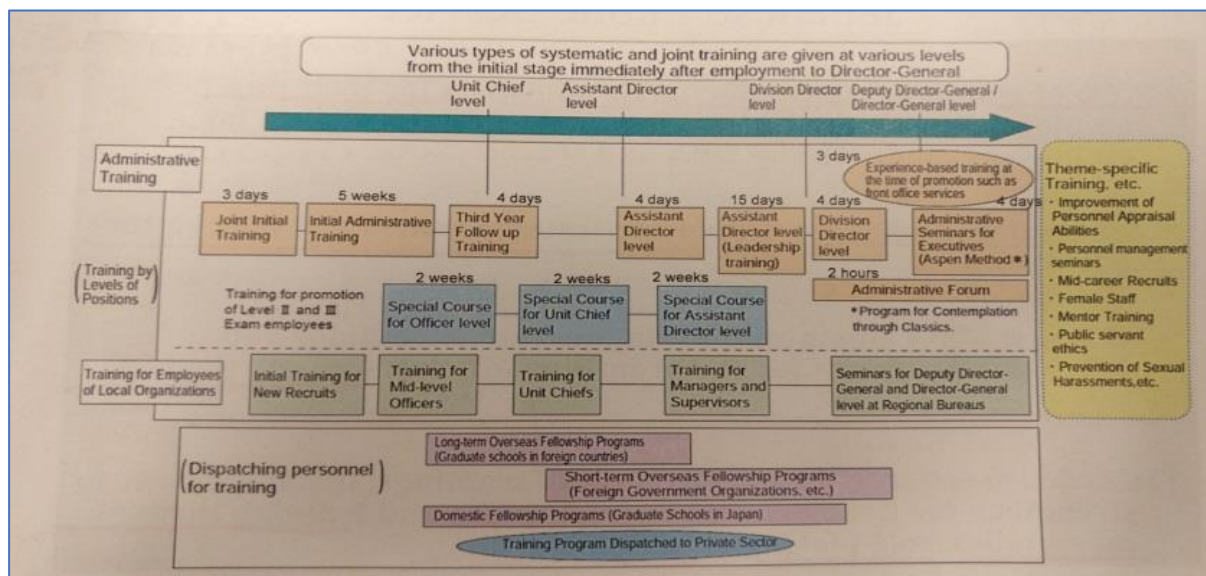 Various types of systematic and joint training are given at various levels
from the initial stage immediately after employment to Director-General
Unit Chief
level
Assistant Director
level
Division Director
level
Deputy Director-General /
Director-General level
Administrative
Training
3 days
Experience-based training at
the time of promotion such as
front office services
3 days
5 weeks
4 days
4 days
15 days
4 days
4 days
Joint Initial
Training
Initial Administrative
Training
Third Year
Follow up
Training
Assistant
Director
level
Assistant
Director level
(Leadership
training)
Division
Director
level
Administrative
Seminars for
Executives
(Aspen Method*)
(Training by
Levels of
Positions)
2 weeks
2 weeks
2 weeks
2 hours
Training for promotion
of Level II and III
Exam employees
Special Course
for Officer level
Special Course
for Unit Chief
level
Special Course
for Assistant
Director level
Administrative Forum
*Program for Contemplation
through Classics.
Training for Employees
of Local Organizations
Initial Training for
New Recruits
Training for
Mid-level
Officers
Training for
Unit Chiefs
Training for
Managers and
Supervisors
Seminars for Deputy Director-
General and Director-General
level at Regional Bureaus
Theme-specific
Training, etc.
· Improvement of
Personnel Appraisal
Abilities
· Personnel management
seminars
· Mid-career Recruits
· Female Staff
· Mentor Training
· Public servant
ethics
· Prevention of Sexual
Harassments,etc.
(Dispatching personnel
for training)
Long-term Overseas Fellowship Programs
(Graduate schools in foreign countries)
Short-term Overseas Fellowship Programs
(Foreign Government Organizations, etc.)
Domestic Fellowship Programs (Graduate Schools in Japan)
Training Program Dispatched to Private Sector